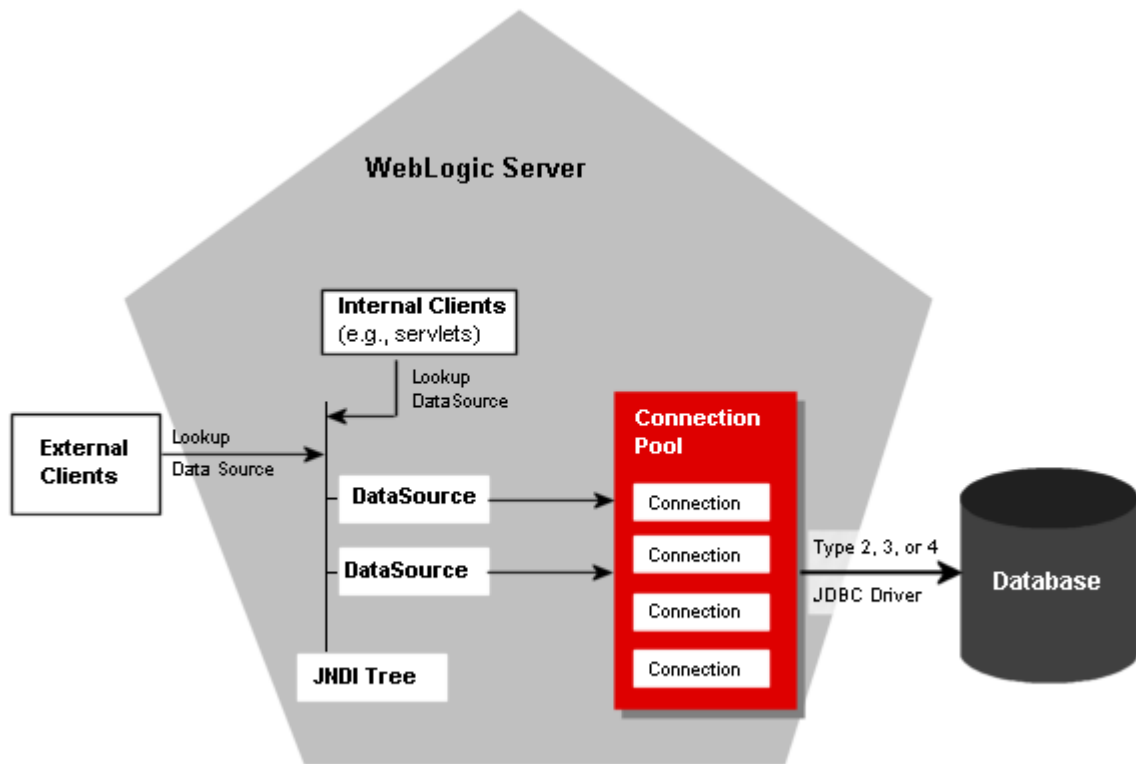 WebLogic Server
Internal Clients
(e.g., servlets)
Lookup
DataSource
External
Clients
Lookup
Data Source
DataSource
DataSource
JNDI Tree
Connection
Pool
Connection
Connection
Connection
Connection
Type 2, 3, or 4
JDBC Driver
Database